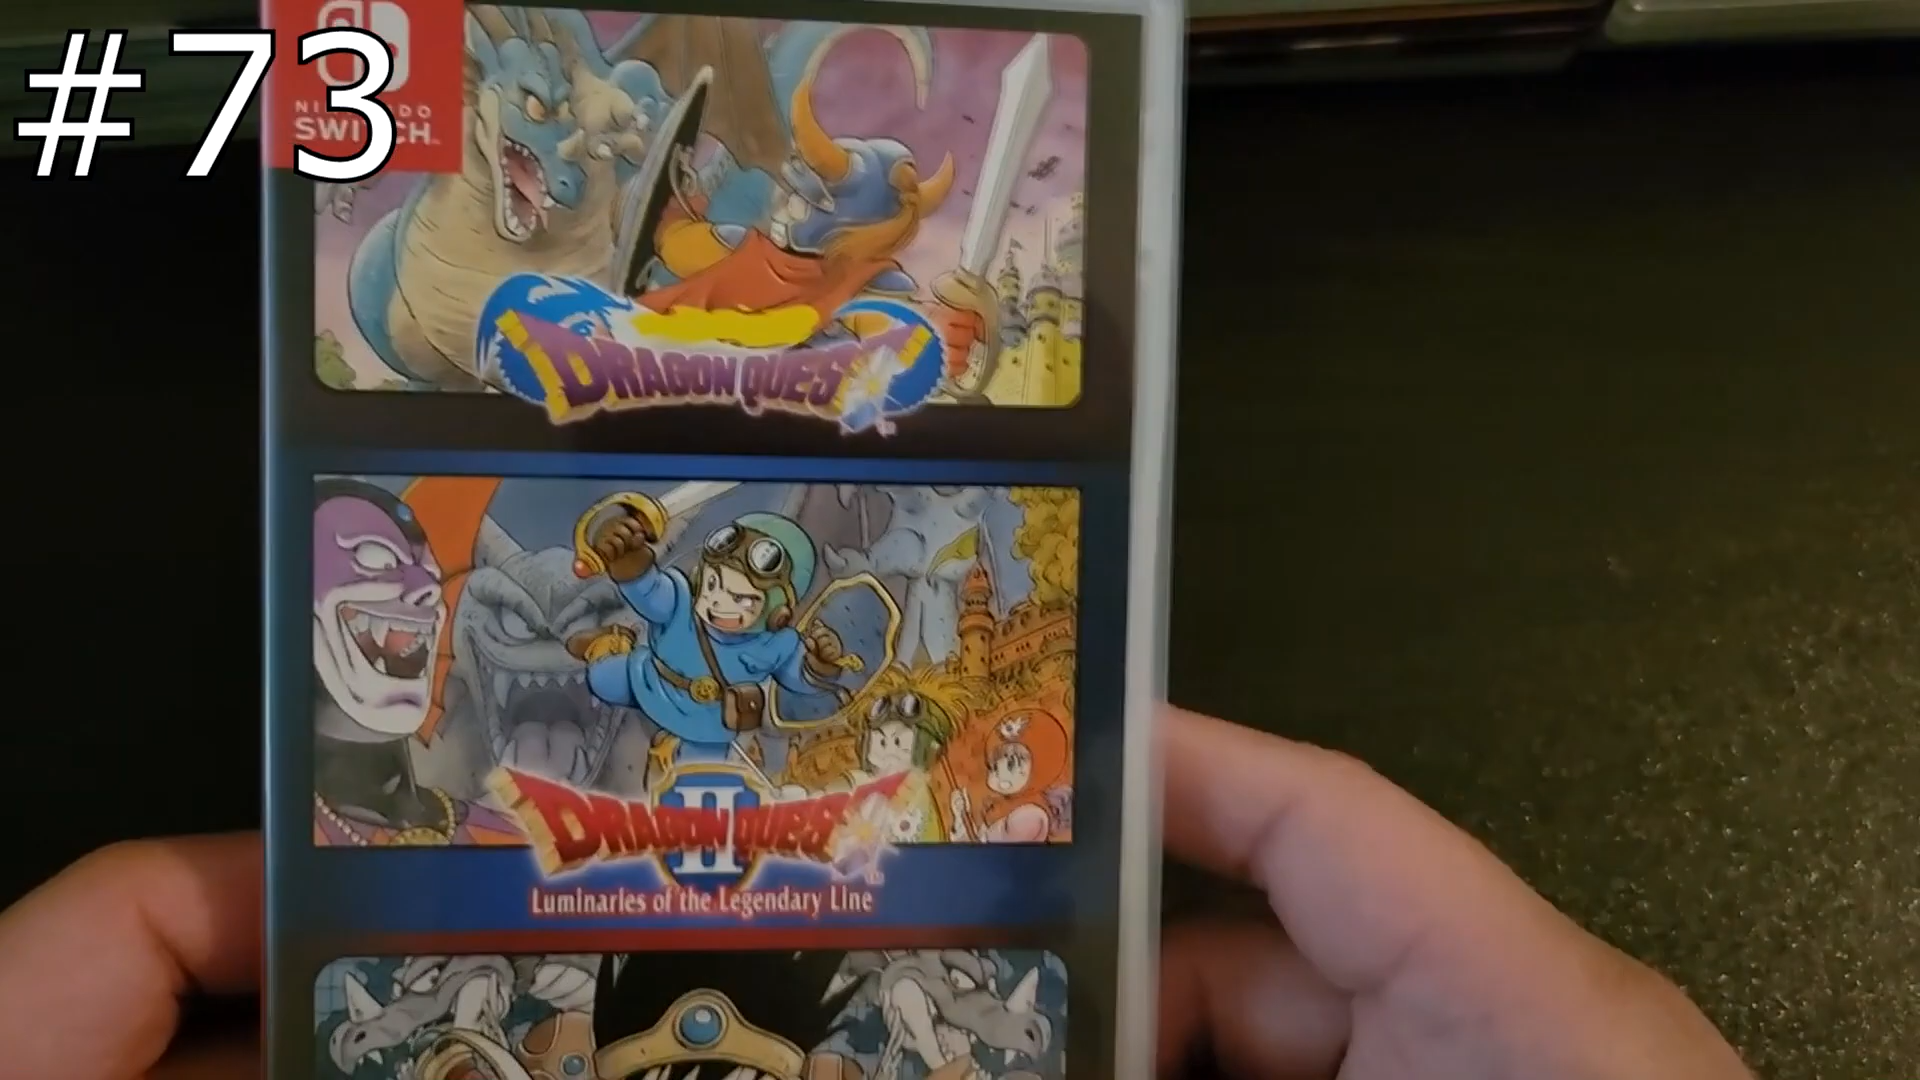 #73
NINTENDO
SWITCH
DRAGON QUEST
DRAGON QUEST
II
Luminaries of the Legendary Line